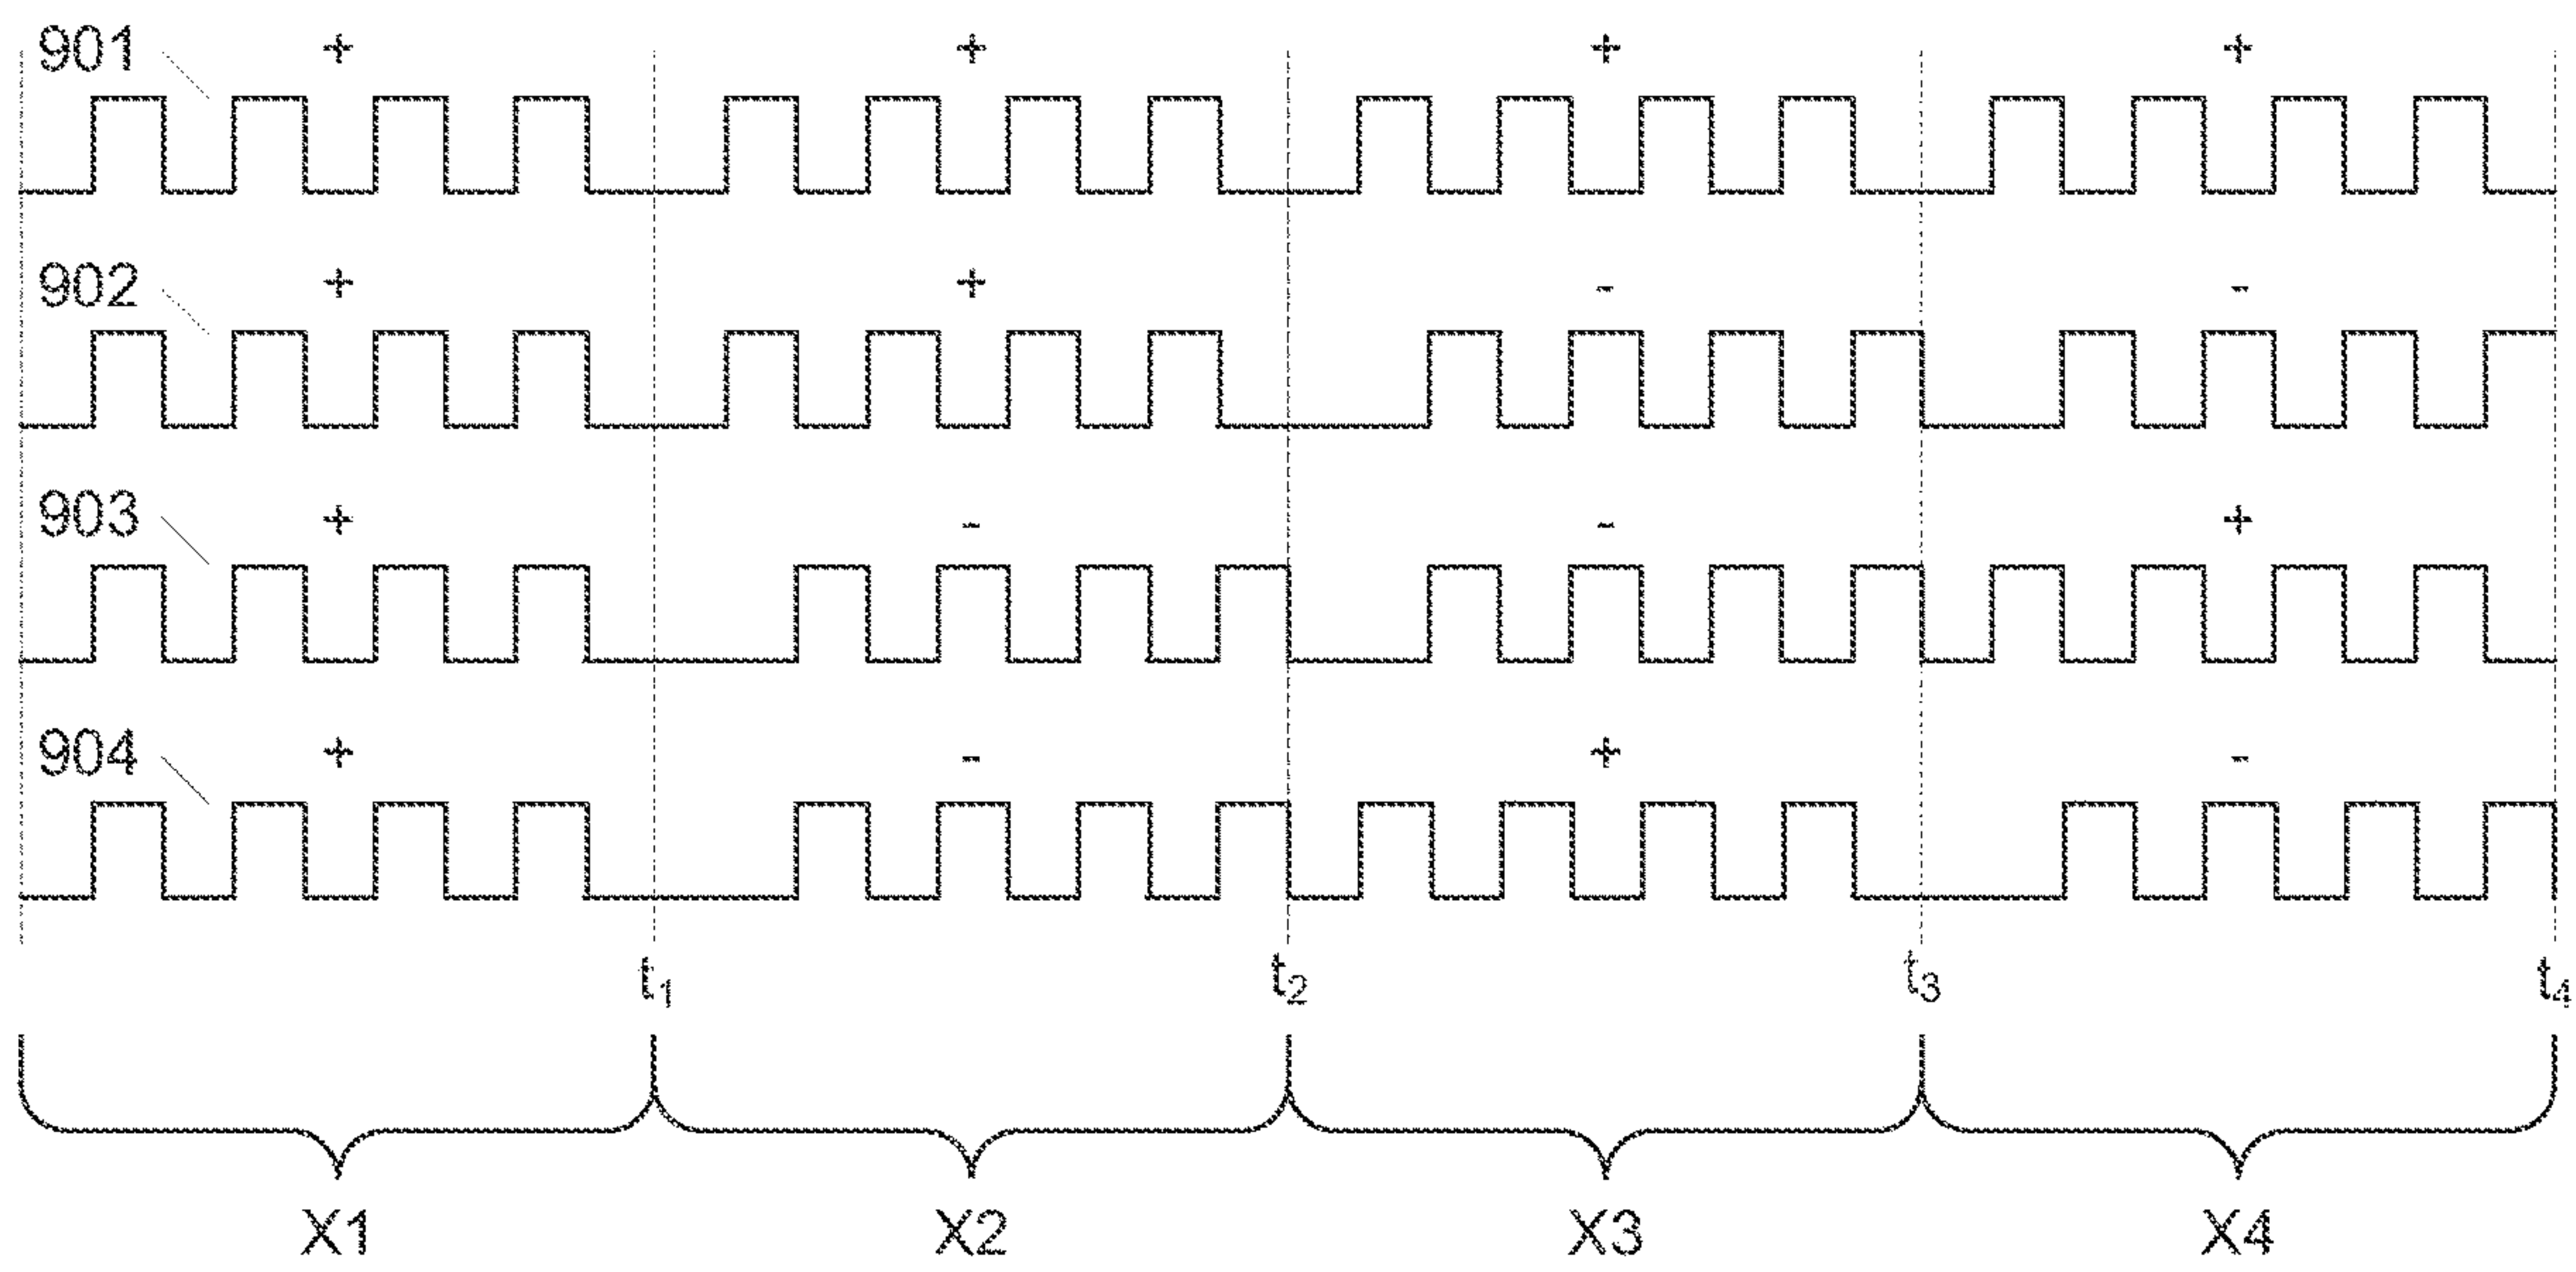 901 + + + +
902 + + - -
903 + - - +
904 + - + -
t1 t2 t3 t4
X1 X2 X3 X4